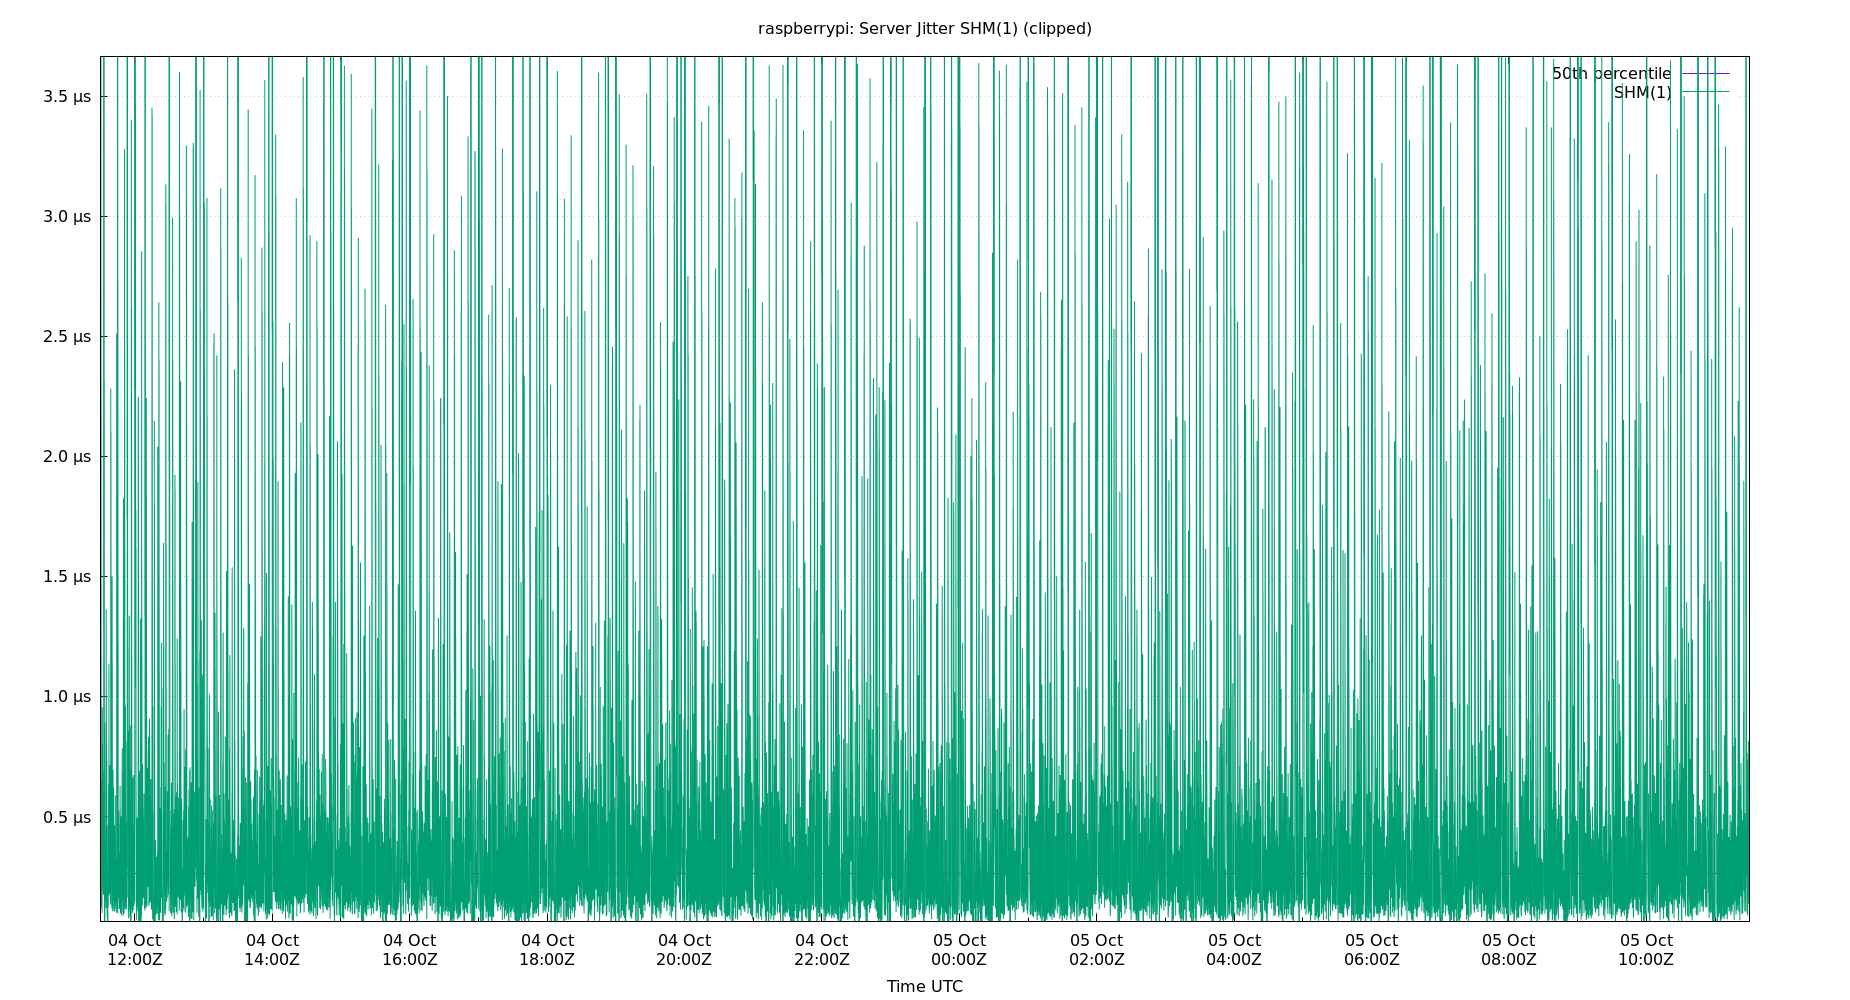 raspberrypi: Server Jitter SHM(1) (clipped)
50th percentile
SHM(1)
3.5 µs
3.0 µs
2.5 µs
2.0 µs
1.5 µs
1.0 µs
0.5 µs
04 Oct 04 Oct 04 Oct 04 Oct 04 Oct 04 Oct 05 Oct 05 Oct 05 Oct 05 Oct 05 Oct 05 Oct
12:00Z 14:00Z 16:00Z 18:00Z 20:00Z 22:00Z 00:00Z 02:00Z 04:00Z 06:00Z 08:00Z 10:00Z
Time UTC